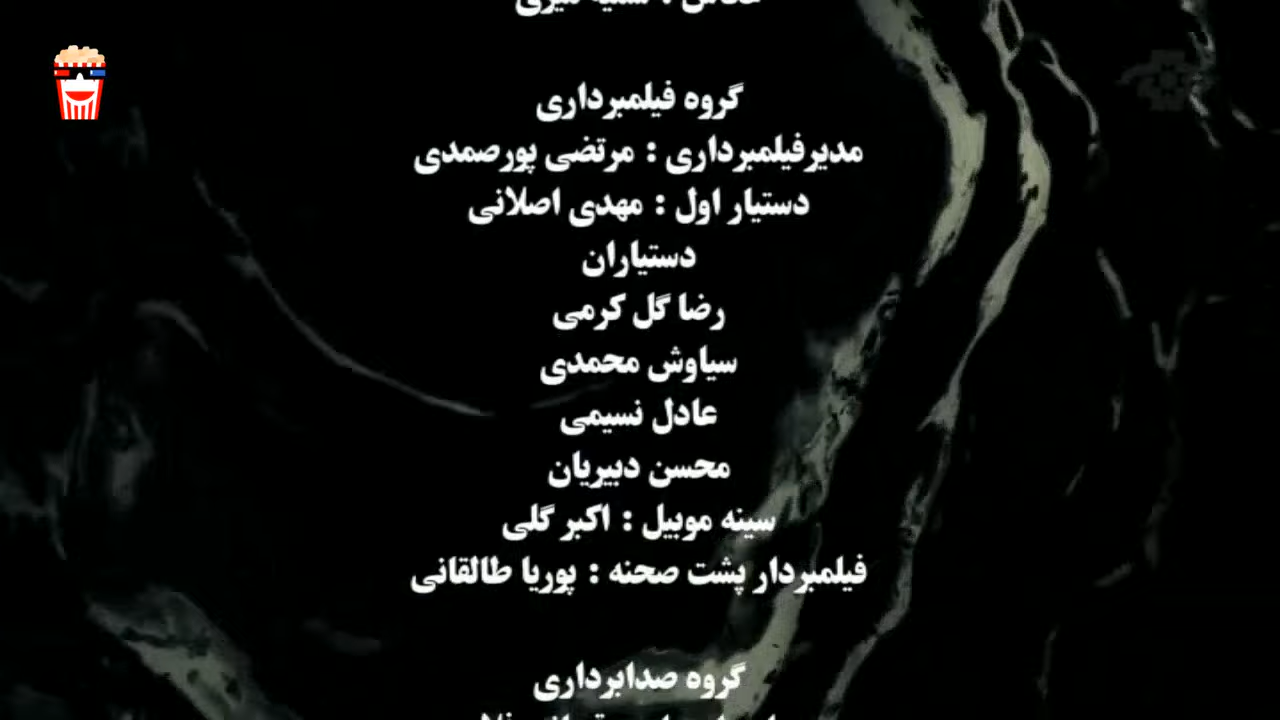 گروه فیلمبرداری
مدیرفیلمبرداری : مرتضی پورصمدی
دستیار اول : مهدی اصلانی
دستیاران
رضا گل کرمی
سیاوش محمدی
عادل نسیمی
محسن دبیریان
سینه موبیل : اکبر گلی
فیلمبردار پشت صحنه : پوریا طالقانی
گروه صدابرداری